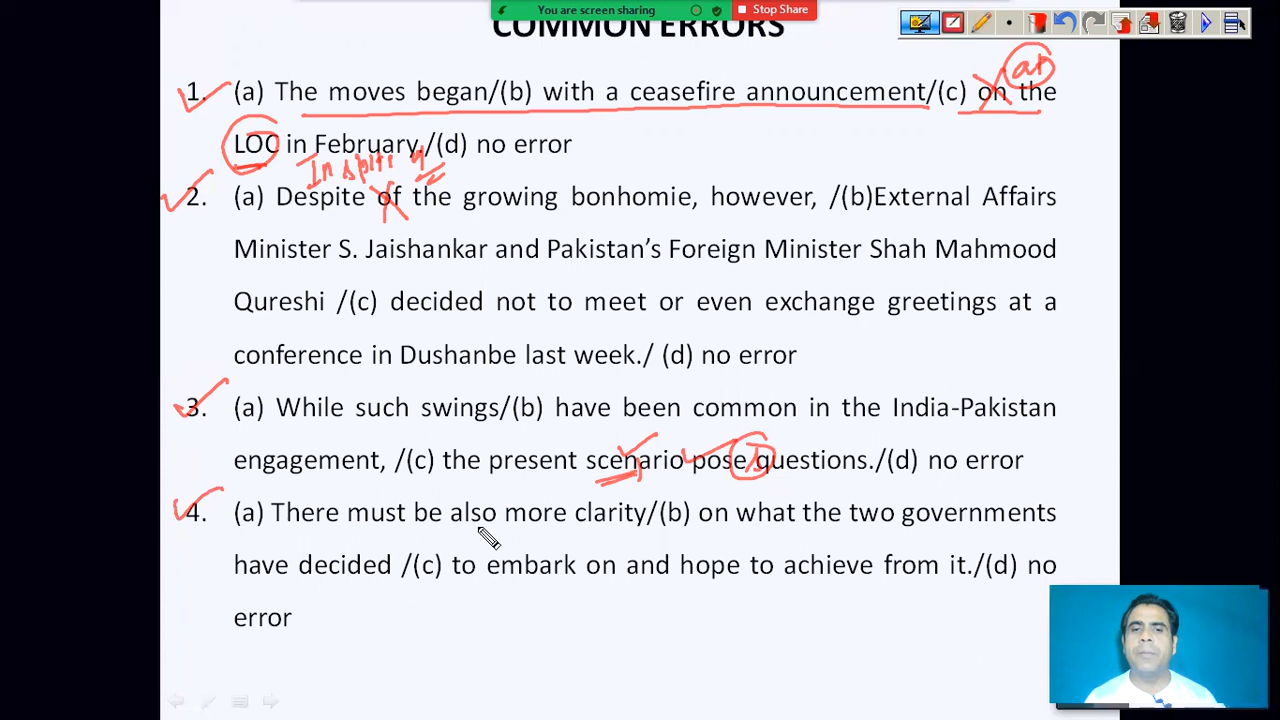 You are screen sharing
Stop Share
COMMON ERRORS
at
1. (a) The moves began/(b) with a ceasefire announcement/(c) on the
LOC in February./(d) no error
In spite of
2. (a) Despite of the growing bonhomie, however, /(b)External Affairs
Minister S. Jaishankar and Pakistan’s Foreign Minister Shah Mahmood
Qureshi /(c) decided not to meet or even exchange greetings at a
conference in Dushanbe last week./ (d) no error
3. (a) While such swings/(b) have been common in the India-Pakistan
engagement, /(c) the present scenario pose questions./(d) no error
s
4. (a) There must be also more clarity/(b) on what the two governments
have decided /(c) to embark on and hope to achieve from it./(d) no
error